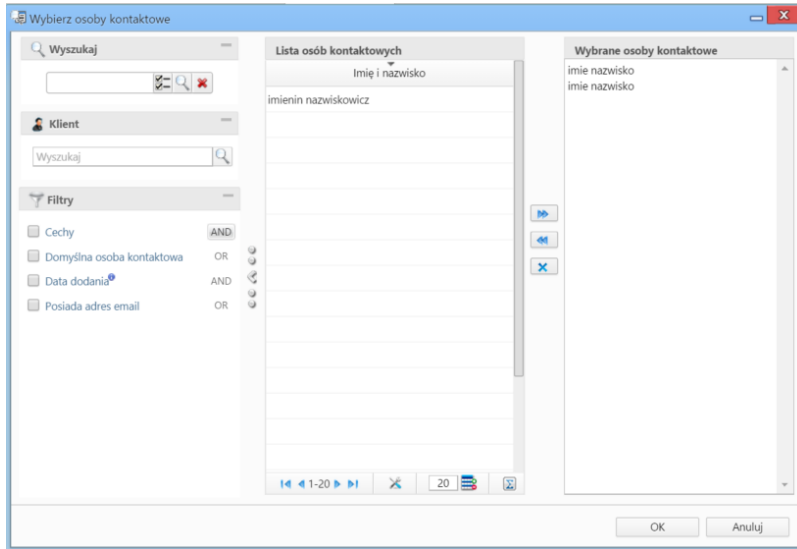 Wybierz osoby kontaktowe
Wyszukaj
Klient
Wyszukaj
Filtry
Cechy AND
Domyślna osoba kontaktowa OR
Data dodania AND
Posiada adres email OR
Lista osób kontaktowych
Imię i nazwisko
imienin nazwiskowicz
1-20
20
Wybrane osoby kontaktowe
imie nazwisko
imie nazwisko
OK Anuluj